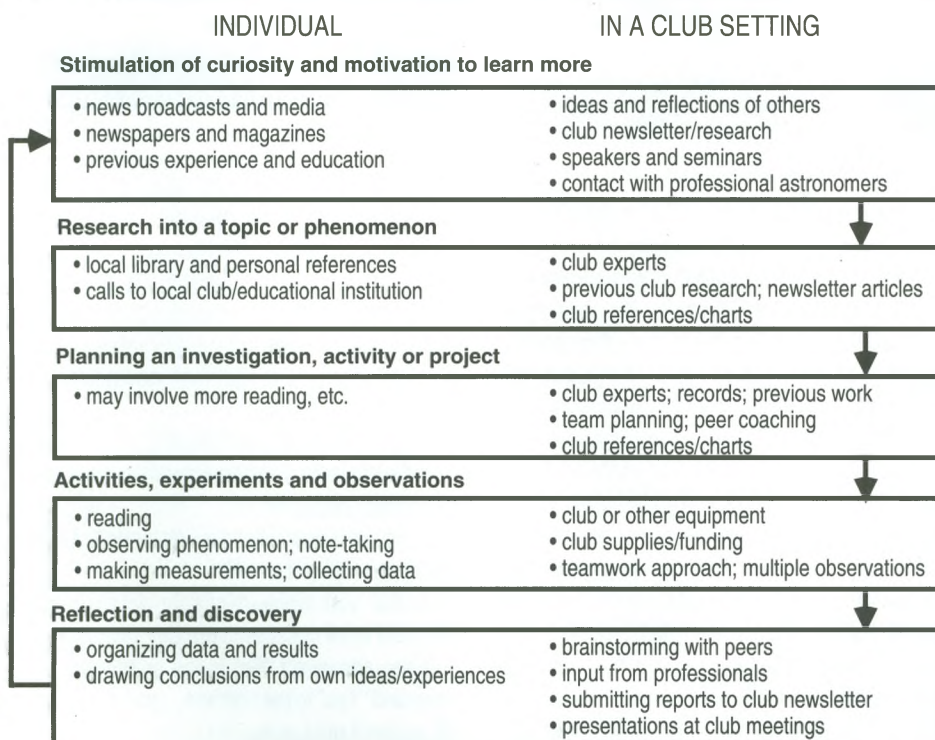 INDIVIDUAL
IN A CLUB SETTING
Stimulation of curiosity and motivation to learn more
• news broadcasts and media
• newspapers and magazines
• previous experience and education
• ideas and reflections of others
• club newsletter/research
• speakers and seminars
• contact with professional astronomers
Research into a topic or phenomenon
• local library and personal references
• calls to local club/educational institution
• club experts
• previous club research; newsletter articles
• club references/charts
Planning an investigation, activity or project
• may involve more reading, etc.
• club experts; records; previous work
• team planning; peer coaching
• club references/charts
Activities, experiments and observations
• reading
• observing phenomenon; note-taking
• making measurements; collecting data
• club or other equipment
• club supplies/funding
• teamwork approach; multiple observations
Reflection and discovery
• organizing data and results
• drawing conclusions from own ideas/experiences
• brainstorming with peers
• input from professionals
• submitting reports to club newsletter
• presentations at club meetings